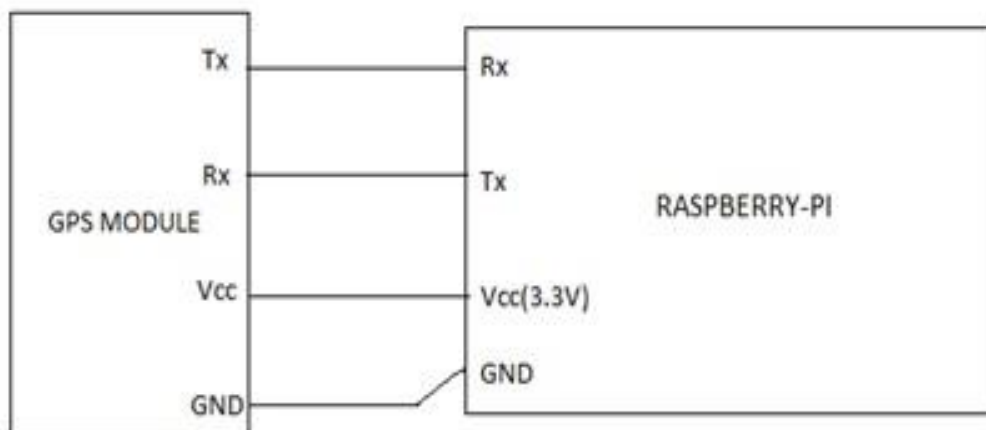 Tx
Rx
GPS MODULE
Vcc
GND
Rx
Tx
RASPBERRY-PI
Vcc(3.3V)
GND